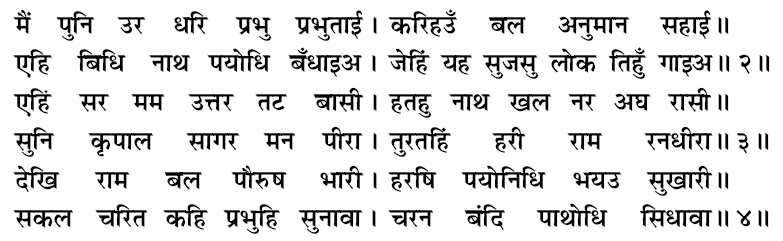 मैं पुनि उर धरि प्रभु प्रभुताई। करिहउँ बल अनुमान सहाई॥
एहि बिधि नाथ पयोधि बँधाइअ। जेहिं यह सुजसु लोक तिहुँ गाइअ॥ २॥
एहिं सर मम उत्तर तट बासी। हतहु नाथ खल नर अघ रासी॥
सुनि कृपाल सागर मन पीरा। तुरतहिं हरी राम रनधीरा॥ ३॥
देखि राम बल पौरुष भारी। हरषि पयोनिधि भयउ सुखारी॥
सकल चरित कहि प्रभुहि सुनावा। चरन बंदि पाथोधि सिधावा॥ ४॥